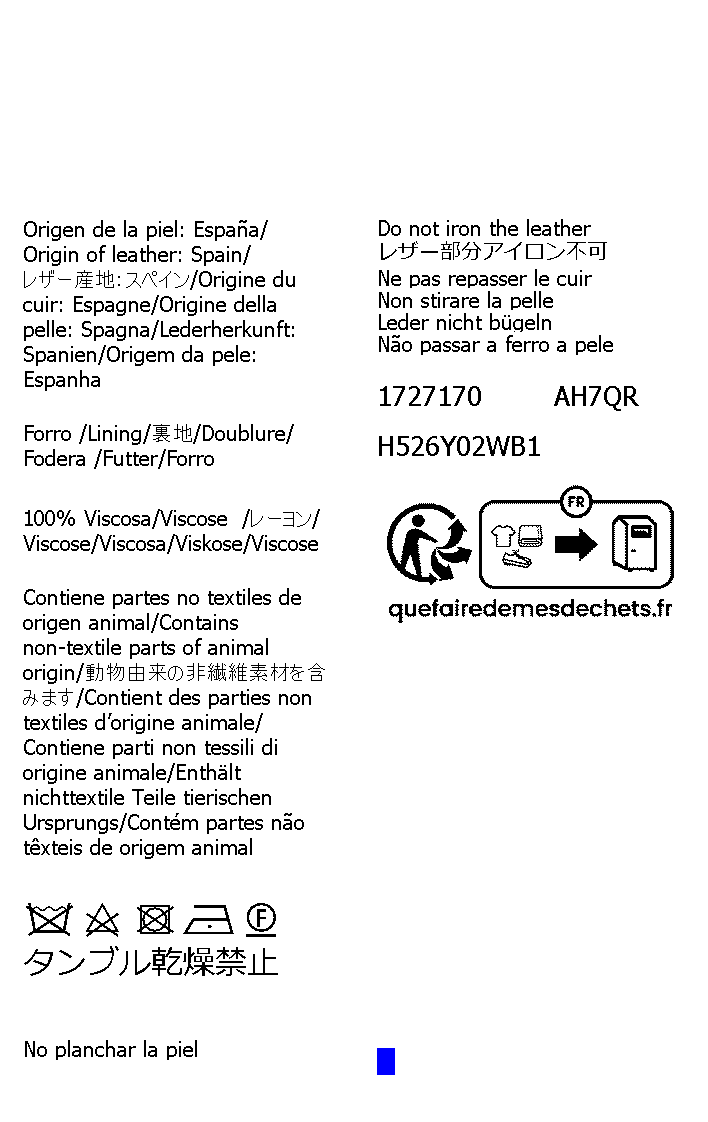 Origen de la piel: España/
Origin of leather: Spain/
レザー産地：スペイン/Origine du
cuir: Espagne/Origine della
pelle: Spagna/Lederherkunft:
Spanien/Origem da pele:
Espanha
Forro /Lining/裏地/Doublure/
Fodera /Futter/Forro
100% Viscosa/Viscose /レーヨン/
Viscose/Viscosa/Viskose/Viscose
Contiene partes no textiles de
origen animal/Contains
non-textile parts of animal
origin/動物由来の非繊維素材を含
みます/Contient des parties non
textiles d’origine animale/
Contiene parti non tessili di
origine animale/Enthält
nichttextile Teile tierischen
Ursprungs/Contém partes não
têxteis de origem animal
F
タンブル乾燥禁止
No planchar la piel
Do not iron the leather
レザー部分アイロン不可
Ne pas repasser le cuir
Non stirare la pelle
Leder nicht bügeln
Não passar a ferro a pele
1727170 AH7QR
H526Y02WB1
FR
quefairedemesdechets.fr